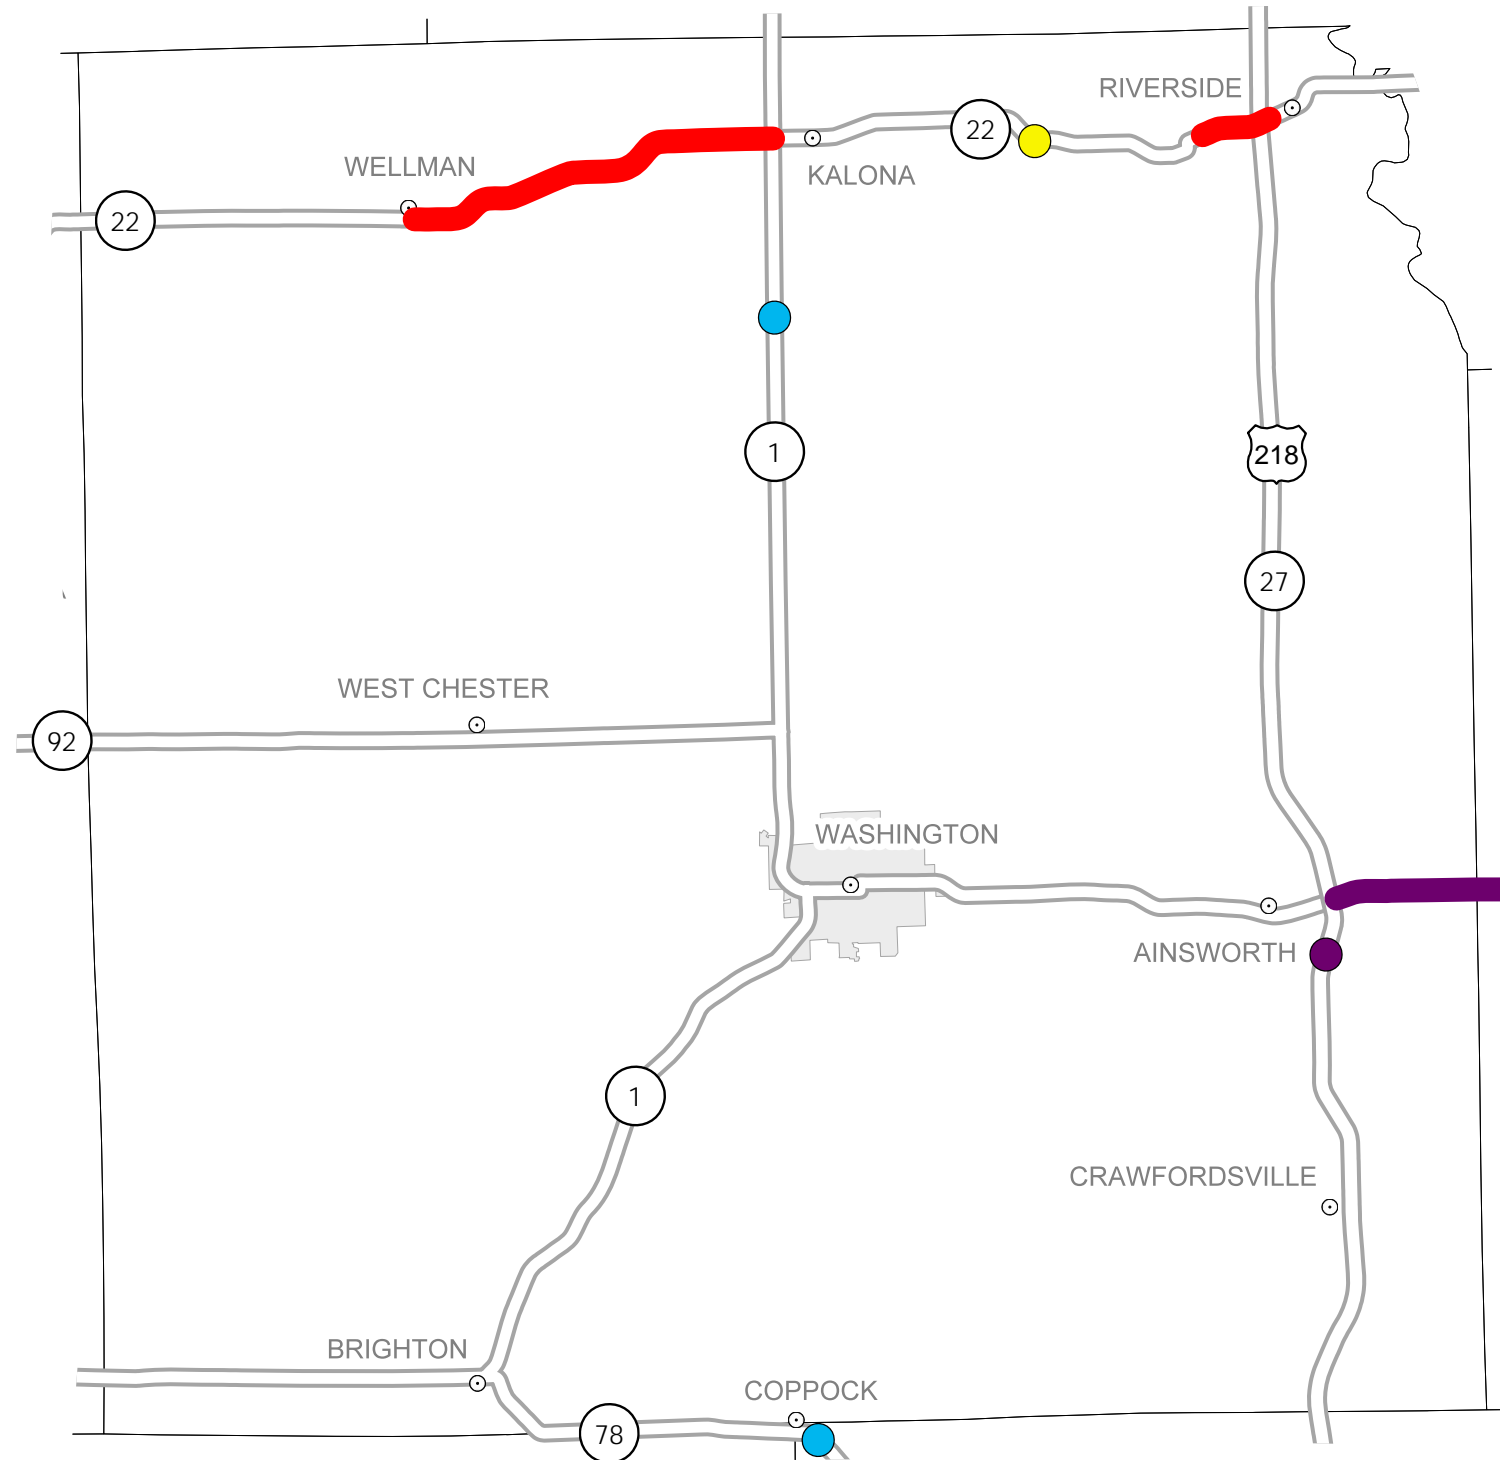 RIVERSIDE
22
WELLMAN
KALONA
22
1
218
27
WEST CHESTER
92
WASHINGTON
AINSWORTH
1
CRAWFORDSVILLE
BRIGHTON
COPPOCK
78